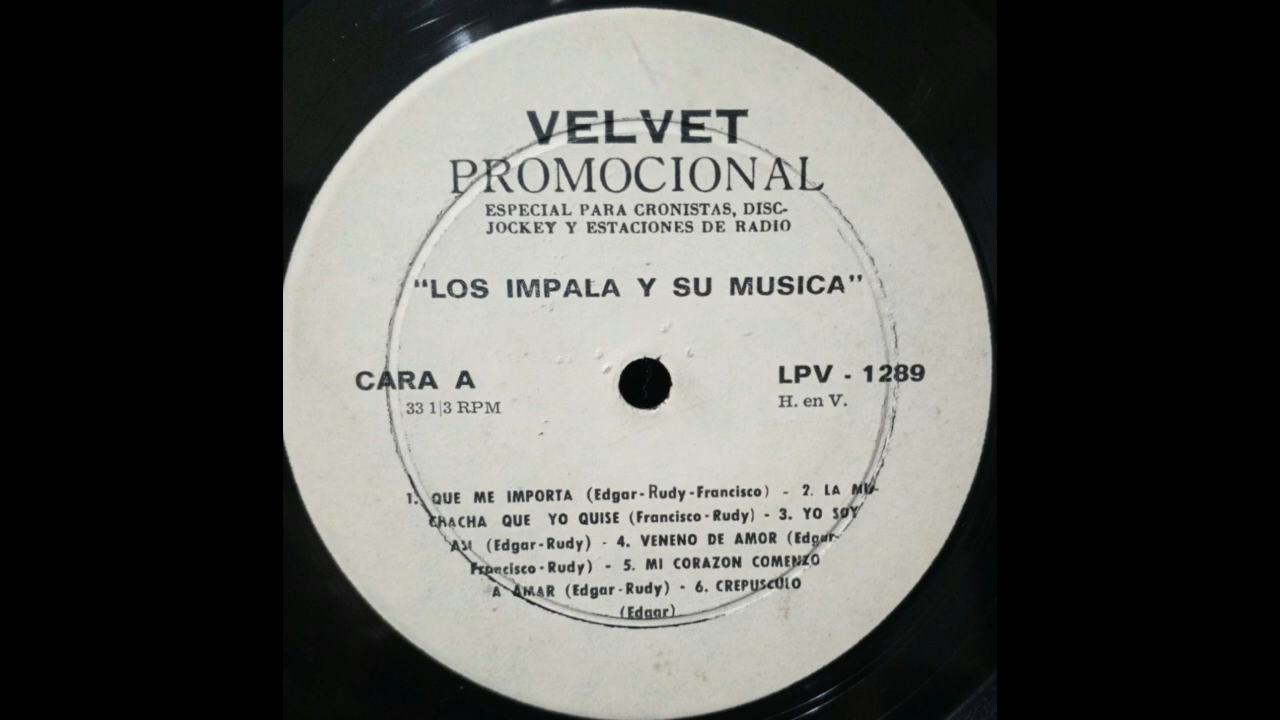 VELVET
PROMOCIONAL
ESPECIAL PARA CRONISTAS, DISC-
JOCKEY Y ESTACIONES DE RADIO
"LOS IMPALA Y SU MUSICA"
CARA A
33 1|3 RPM
LPV - 1289
H. en V.
1. QUE ME IMPORTA (Edgar-Rudy-Francisco) - 2. LA MU-
CHACHA QUE YO QUISE (Francisco-Rudy) - 3. YO SOY
ASI (Edgar-Rudy) - 4. VENENO DE AMOR (Edgar-
Francisco-Rudy) - 5. MI CORAZON COMENZO
A AMAR (Edgar-Rudy) - 6. CREPUSCULO
(Edgar)